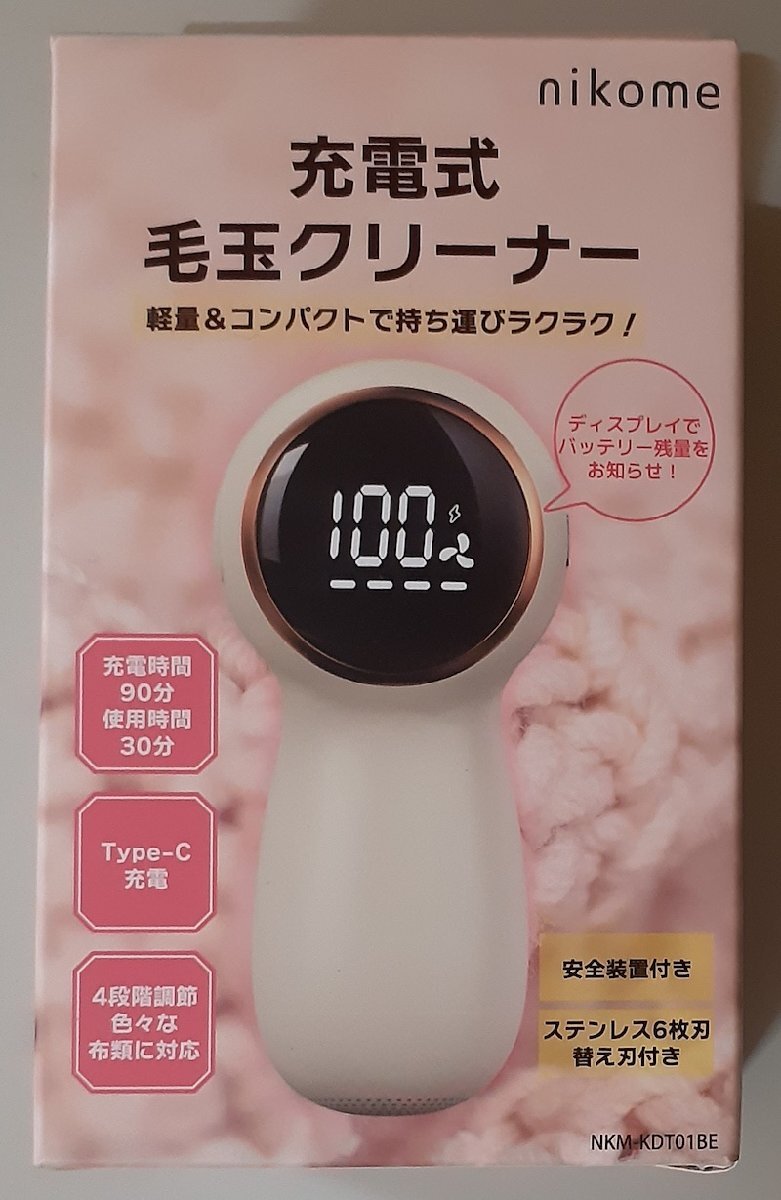 nikome
充電式
毛玉クリーナー
軽量＆コンパクトで持ち運びラクラク！
ディスプレイで
バッテリー残量を
お知らせ！
100
充電時間
90分
使用時間
30分
Type-C
充電
4段階調節
色々な
布類に対応
安全装置付き
ステンレス6枚刃
替え刃付き
NKM-KDT01BE